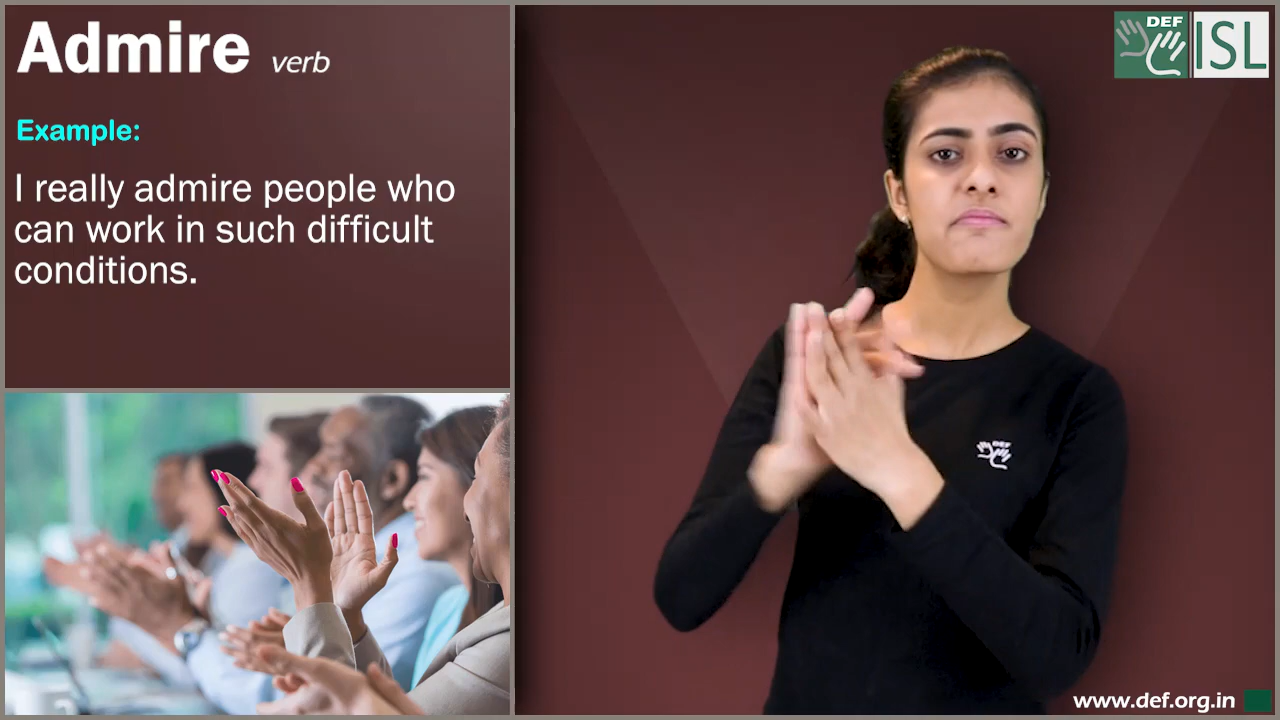 Admire verb
Example:
I really admire people who
can work in such difficult
conditions.
DEF
ISL
DEF
www.def.org.in